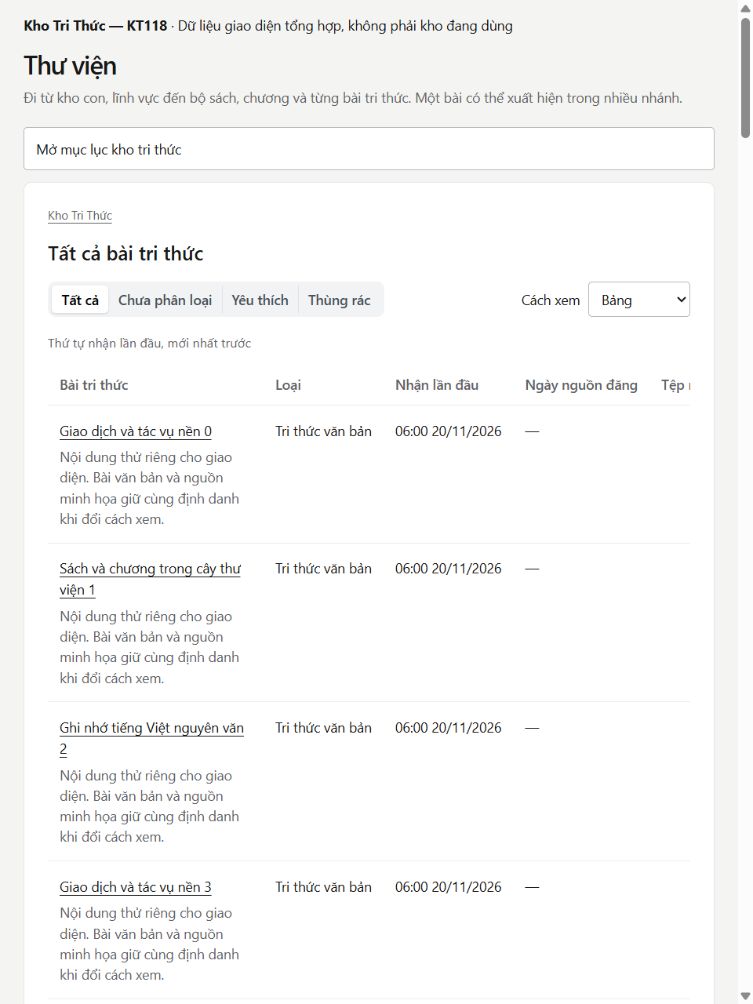 Kho Tri Thức — KT118 · Dữ liệu giao diện tổng hợp, không phải kho đang dùng
Thư viện
Đi từ kho con, lĩnh vực đến bộ sách, chương và từng bài tri thức. Một bài có thể xuất hiện trong nhiều nhánh.
Mở mục lục kho tri thức
Kho Tri Thức
Tất cả bài tri thức
Tất cả Chưa phân loại Yêu thích Thùng rác Cách xem Bảng
Thứ tự nhận lần đầu, mới nhất trước
Bài tri thức Loại Nhận lần đầu Ngày nguồn đăng Tệp
Giao dịch và tác vụ nền 0 Tri thức văn bản 06:00 20/11/2026 —
Nội dung thử riêng cho giao
diện. Bài văn bản và nguồn
minh họa giữ cùng định danh
khi đổi cách xem.
Sách và chương trong cây thư Tri thức văn bản 06:00 20/11/2026 —
viện 1
Nội dung thử riêng cho giao
diện. Bài văn bản và nguồn
minh họa giữ cùng định danh
khi đổi cách xem.
Ghi nhớ tiếng Việt nguyên văn Tri thức văn bản 06:00 20/11/2026 —
2
Nội dung thử riêng cho giao
diện. Bài văn bản và nguồn
minh họa giữ cùng định danh
khi đổi cách xem.
Giao dịch và tác vụ nền 3 Tri thức văn bản 06:00 20/11/2026 —
Nội dung thử riêng cho giao
diện. Bài văn bản và nguồn
minh họa giữ cùng định danh
khi đổi cách xem.